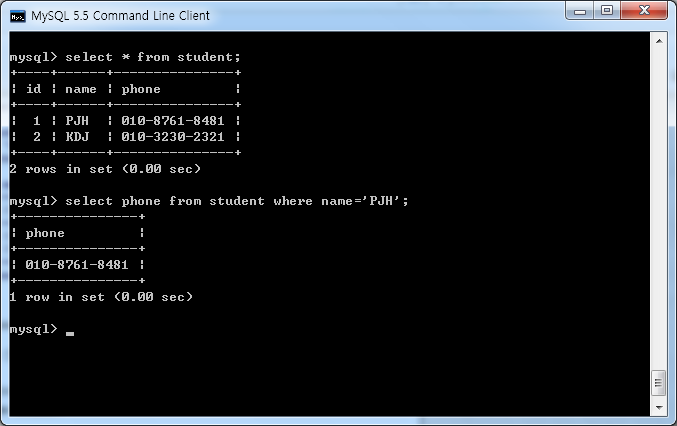 MySQL 5.5 Command Line Client
mysql> select * from student;
+----+------+---------------+
| id | name | phone         |
+----+------+---------------+
|  1 | PJH  | 010-8761-8481 |
|  2 | KDJ  | 010-3230-2321 |
+----+------+---------------+
2 rows in set (0.00 sec)
mysql> select phone from student where name='PJH';
+---------------+
| phone         |
+---------------+
| 010-8761-8481 |
+---------------+
1 row in set (0.00 sec)
mysql> _